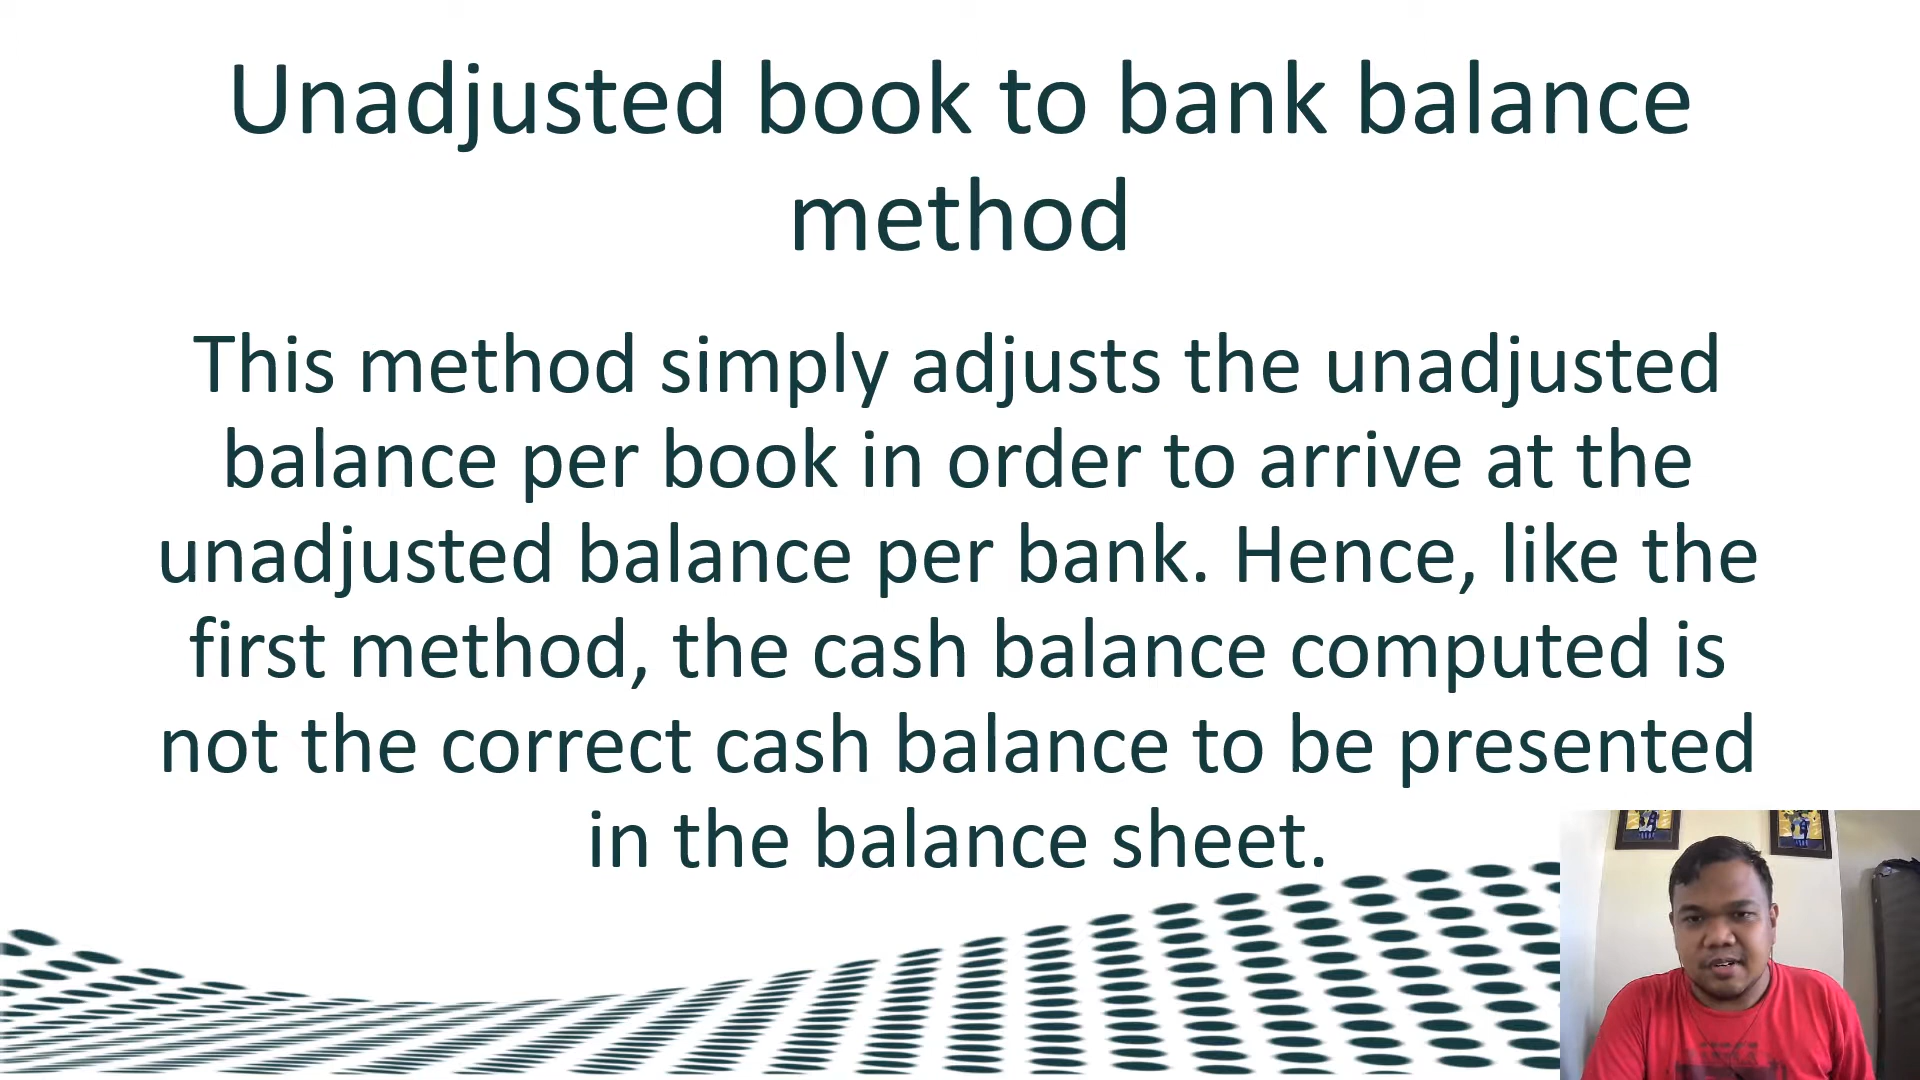 Unadjusted book to bank balance
method
This method simply adjusts the unadjusted
balance per book in order to arrive at the
unadjusted balance per bank. Hence, like the
first method, the cash balance computed is
not the correct cash balance to be presented
in the balance sheet.